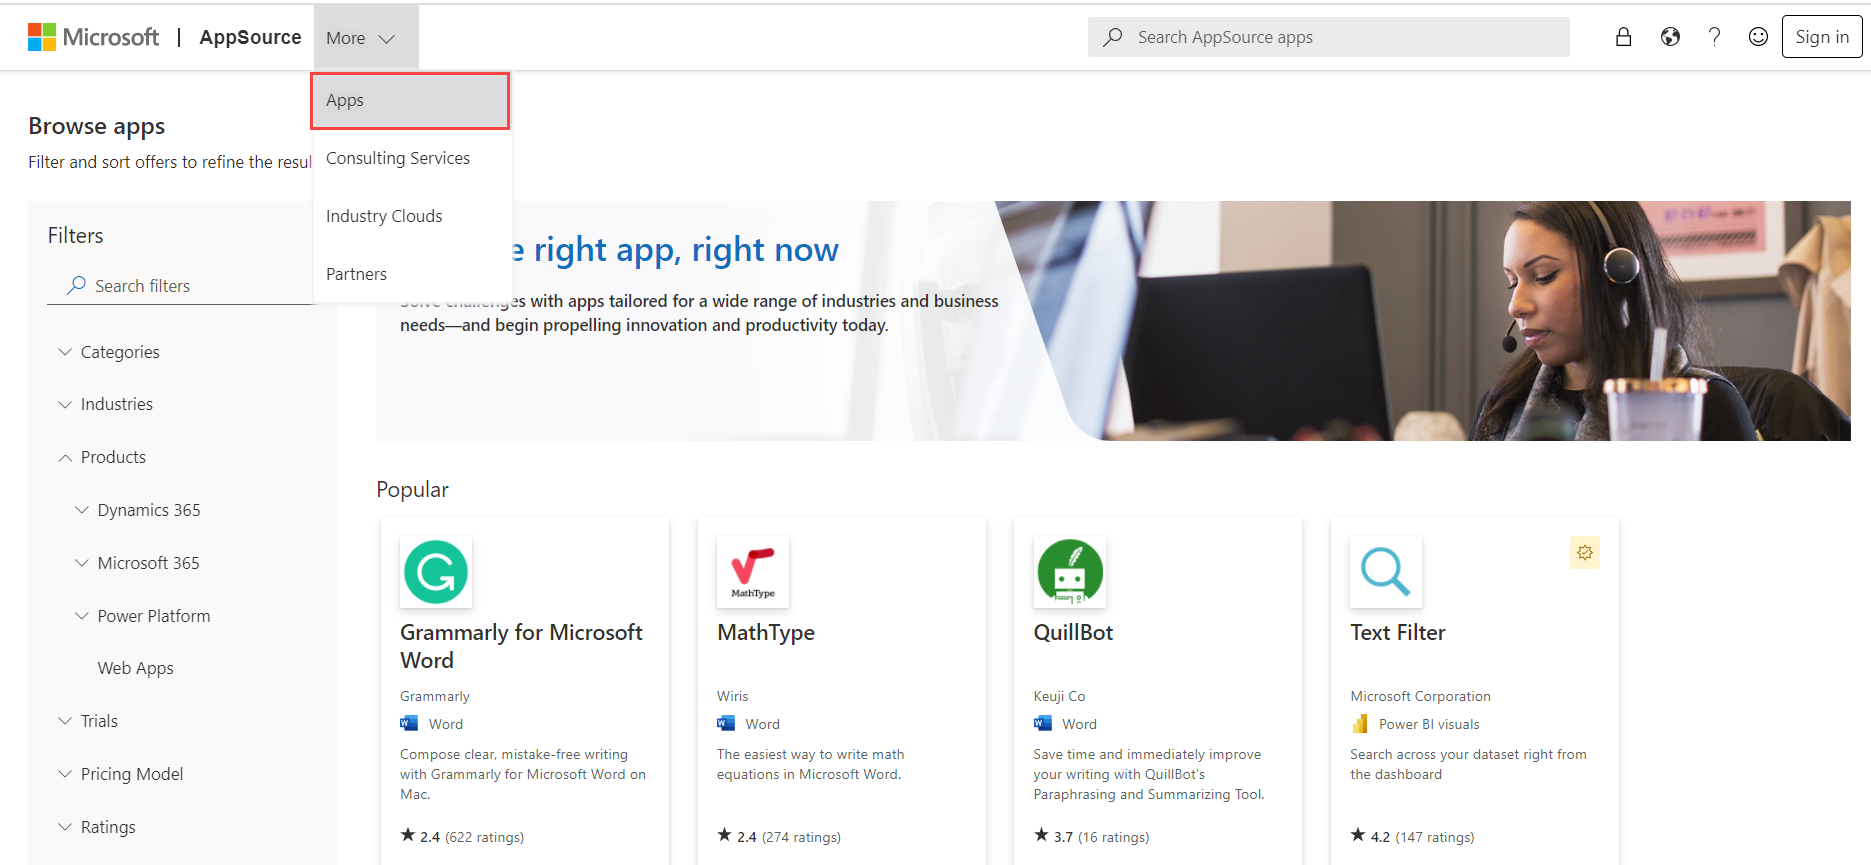 Microsoft | AppSource More
Search AppSource apps
Sign in
Apps
Consulting Services
Industry Clouds
Partners
Browse apps
Filter and sort offers to refine the resul
Filters
Search filters
Categories
Industries
Products
Dynamics 365
Microsoft 365
Power Platform
Web Apps
Trials
Pricing Model
Ratings
e right app, right now
Solve challenges with apps tailored for a wide range of industries and business
needs—and begin propelling innovation and productivity today.
Popular
Grammarly for Microsoft
Word
Grammarly
Word
Compose clear, mistake-free writing
with Grammarly for Microsoft Word on
Mac.
2.4 (622 ratings)
MathType
MathType
Wiris
Word
The easiest way to write math
equations in Microsoft Word.
2.4 (274 ratings)
QuillBot
Keuji Co
Word
Save time and immediately improve
your writing with QuillBot's
Paraphrasing and Summarizing Tool.
3.7 (16 ratings)
Text Filter
Microsoft Corporation
Power BI visuals
Search across your dataset right from
the dashboard
4.2 (147 ratings)